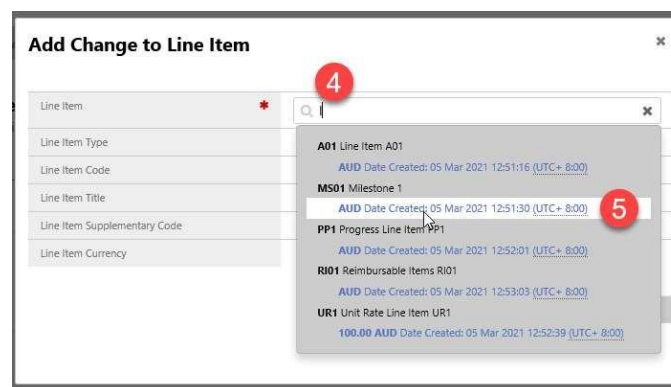 Add Change to Line Item
4
Line Item *
l
Line Item Type
A01 Line Item A01
AUD Date Created: 05 Mar 2021 12:51:16 (UTC+ 8:00)
Line Item Code
MS01 Milestone 1
Line Item Title
AUD Date Created: 05 Mar 2021 12:51:30 (UTC+ 8:00)
5
Line Item Supplementary Code
PP1 Progress Line Item PP1
Line Item Currency
AUD Date Created: 05 Mar 2021 12:52:01 (UTC+ 8:00)
RI01 Reimbursable Items RI01
AUD Date Created: 05 Mar 2021 12:53:03 (UTC+ 8:00)
UR1 Unit Rate Line Item UR1
100.00 AUD Date Created: 05 Mar 2021 12:52:39 (UTC+ 8:00)